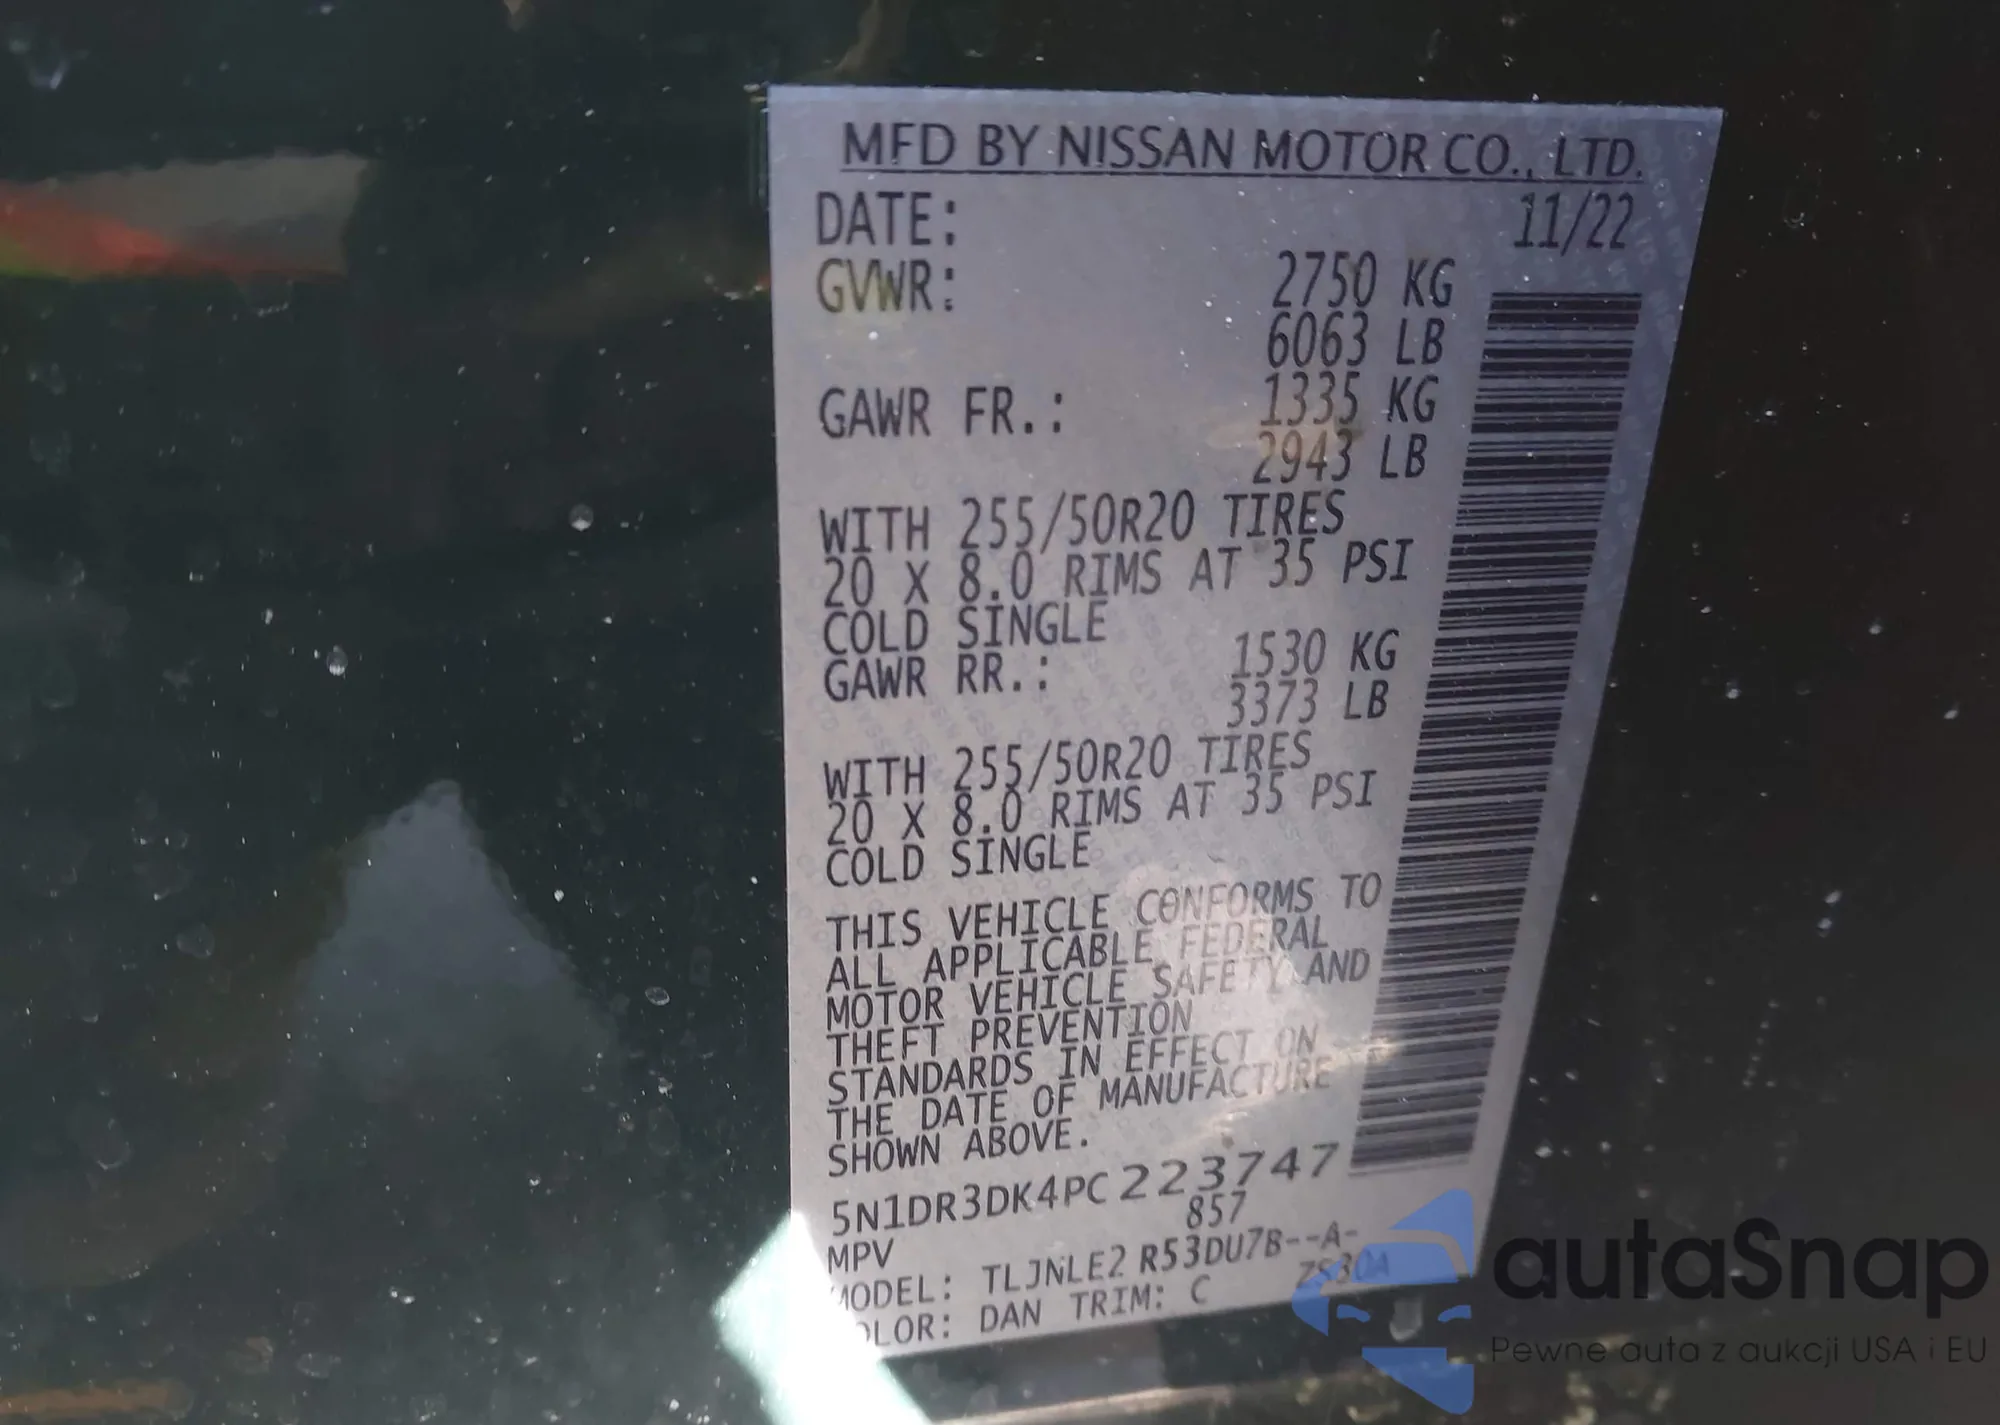 MFD BY NISSAN MOTOR CO., LTD.
DATE: 11/22
GVWR: 2750 KG
6063 LB
GAWR FR.: 1335 KG
2943 LB
WITH 255/50R20 TIRES
20 X 8.0 RIMS AT 35 PSI
COLD SINGLE
GAWR RR.: 1530 KG
3373 LB
WITH 255/50R20 TIRES
20 X 8.0 RIMS AT 35 PSI
COLD SINGLE
THIS VEHICLE CONFORMS TO
ALL APPLICABLE FEDERAL
MOTOR VEHICLE SAFETY AND
THEFT PREVENTION
STANDARDS IN EFFECT ON
THE DATE OF MANUFACTURE
SHOWN ABOVE.
5N1DR3DK4PC223747
857
MPV
MODEL: TLJNLE2 R53DU7B--A-
ZS30A
COLOR: DAN TRIM: C
autaSnap
Pewne auta z aukcji USA i EU